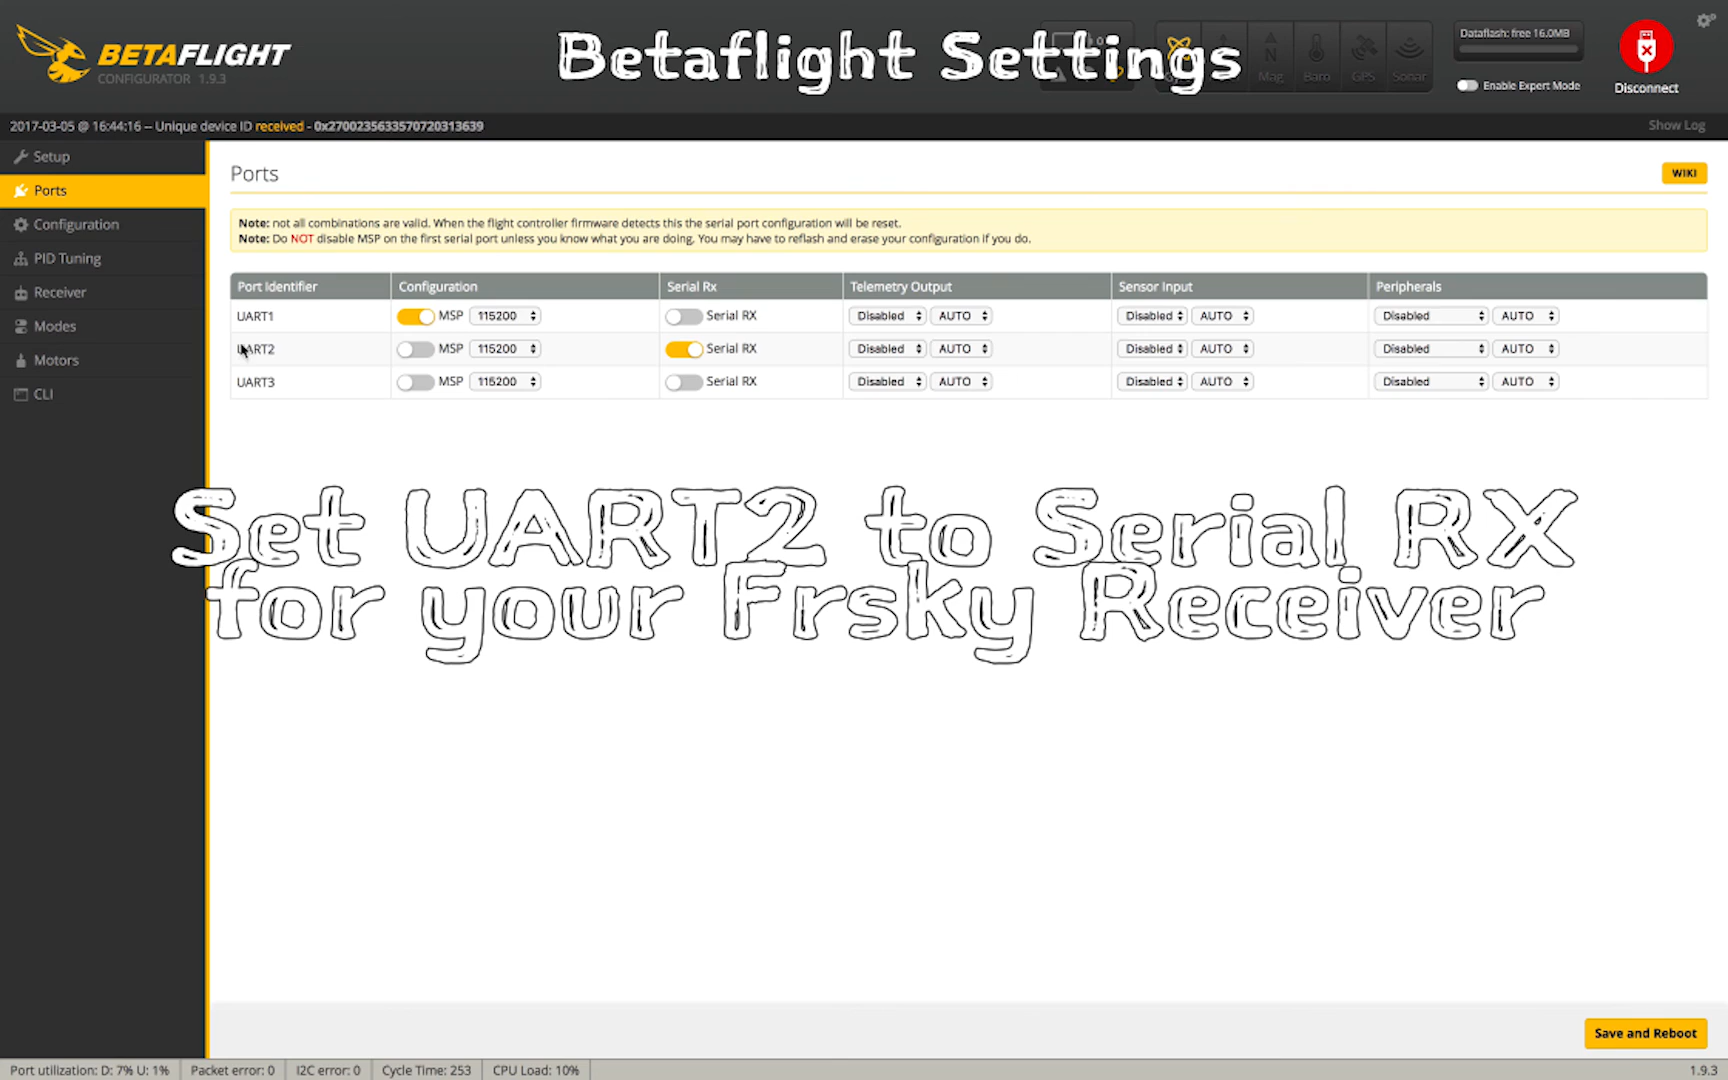 BETAFLIGHT
CONFIGURATOR 1.9.3
Betaflight Settings
Mag Baro GPS Sonar
Dataflash: free 16.0MB
Enable Expert Mode
Disconnect
2017-03-05 @ 16:44:16 -- Unique device ID received - 0x2700235633570720313639
Show Log
Setup
Ports
Configuration
PID Tuning
Receiver
Modes
Motors
CLI
Ports
WIKI
Note: not all combinations are valid. When the flight controller firmware detects this the serial port configuration will be reset.
Note: Do NOT disable MSP on the first serial port unless you know what you are doing. You may have to reflash and erase your configuration if you do.
Port Identifier Configuration Serial Rx Telemetry Output Sensor Input Peripherals
UART1 MSP 115200 Serial RX Disabled AUTO Disabled AUTO Disabled AUTO
UART2 MSP 115200 Serial RX Disabled AUTO Disabled AUTO Disabled AUTO
UART3 MSP 115200 Serial RX Disabled AUTO Disabled AUTO Disabled AUTO
Set UART2 to Serial RX
for your Frsky Receiver
Save and Reboot
Port utilization: D: 7% U: 1% Packet error: 0 I2C error: 0 Cycle Time: 253 CPU Load: 10% 1.9.3